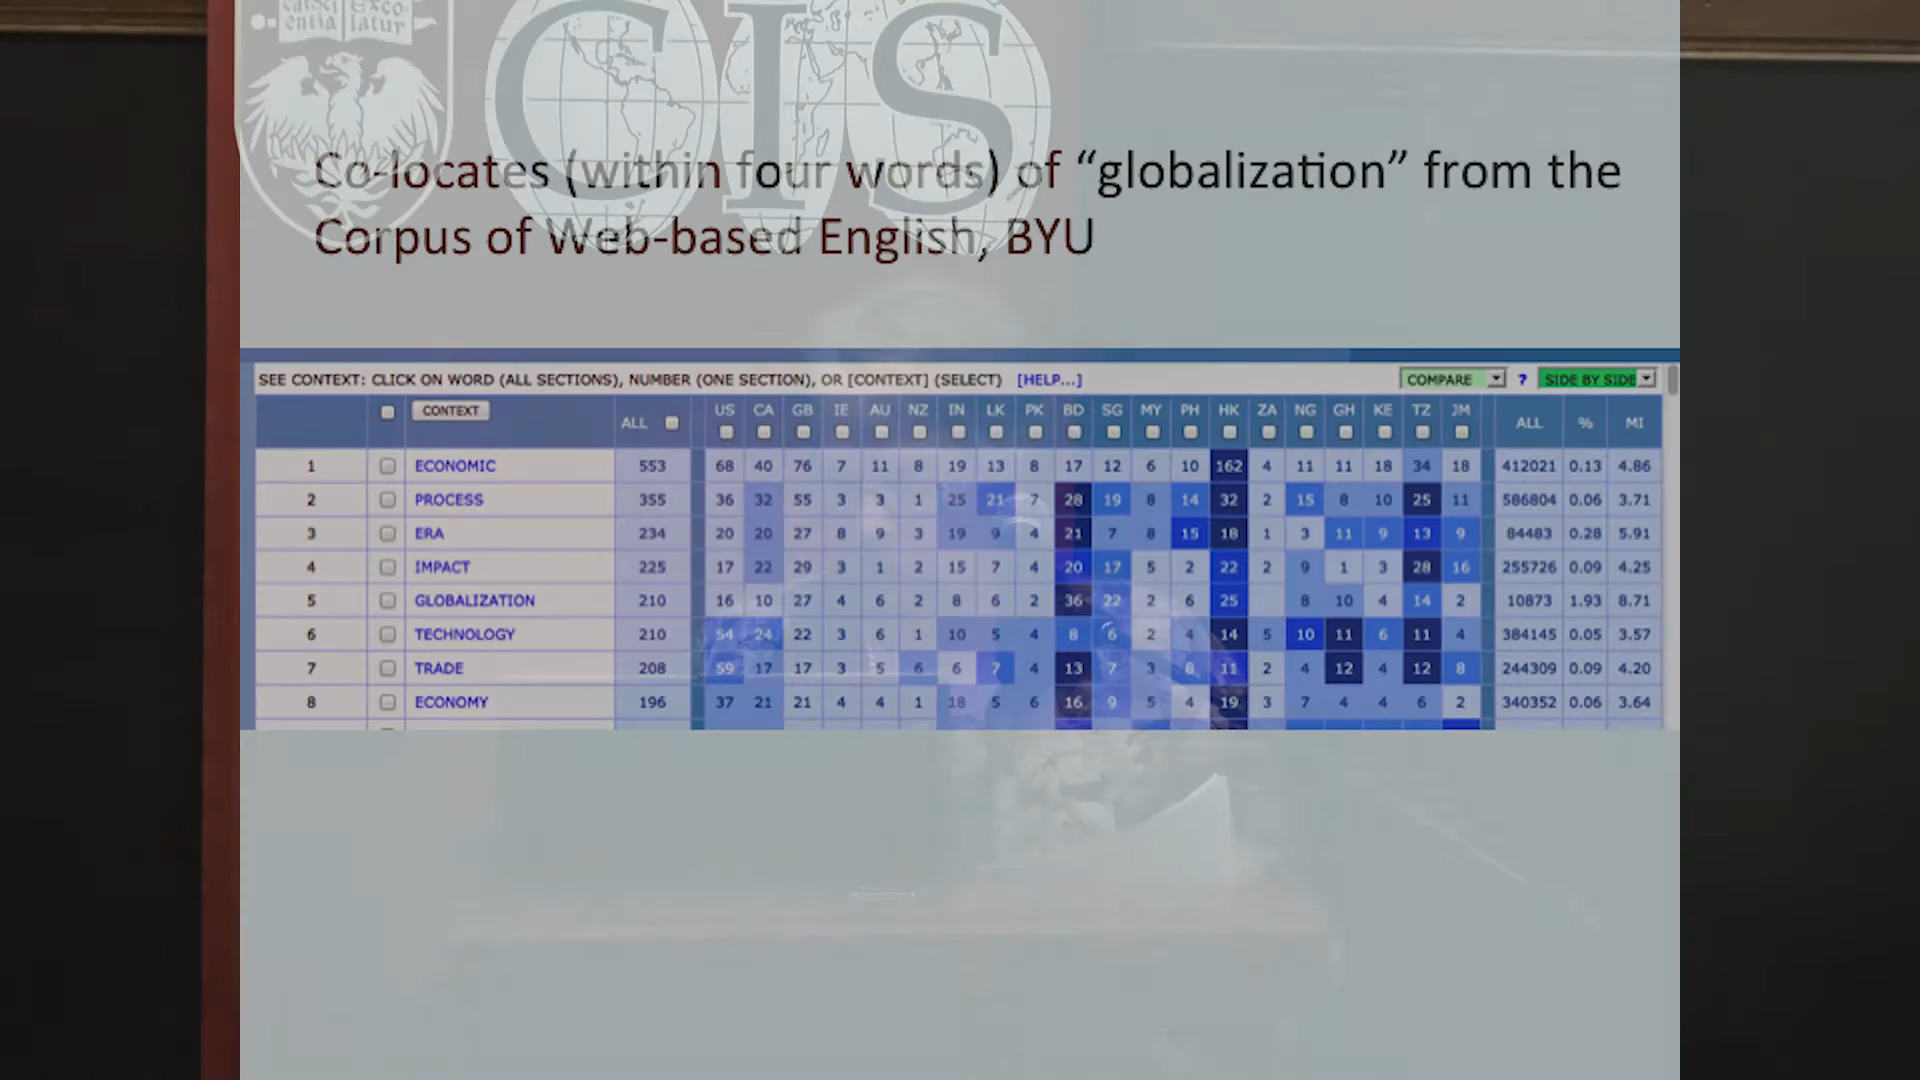 CIS
Co-locates (within four words) of “globalization” from the
Corpus of Web-based English, BYU
SEE CONTEXT: CLICK ON WORD (ALL SECTIONS), NUMBER (ONE SECTION), OR [CONTEXT] (SELECT) [HELP...] COMPARE ? SIDE BY SIDE
CONTEXT ALL US CA GB IE AU NZ IN LK PK BD SG MY PH HK ZA NG GH KE TZ JM ALL % MI
1 ECONOMIC 553 68 40 76 7 11 8 19 13 8 17 12 6 10 162 4 11 11 18 34 18 412021 0.13 4.86
2 PROCESS 355 36 32 55 3 3 1 25 21 7 28 19 8 14 32 2 15 8 10 25 11 586804 0.06 3.71
3 ERA 234 20 20 27 8 9 3 19 9 4 21 7 8 15 18 1 3 11 9 13 9 84483 0.28 5.91
4 IMPACT 225 17 22 29 3 1 2 15 7 4 20 17 5 2 22 2 9 1 3 28 16 255726 0.09 4.25
5 GLOBALIZATION 210 16 10 27 4 6 2 8 6 2 36 22 2 6 25 8 10 4 14 2 10873 1.93 8.71
6 TECHNOLOGY 210 54 24 22 3 6 1 10 5 4 8 6 2 4 14 5 10 11 6 11 4 384145 0.05 3.57
7 TRADE 208 59 17 17 3 5 6 6 7 4 13 7 3 8 11 2 4 12 4 12 8 244309 0.09 4.20
8 ECONOMY 196 37 21 21 4 4 1 18 5 6 16 9 5 4 19 3 7 4 4 6 2 340352 0.06 3.64